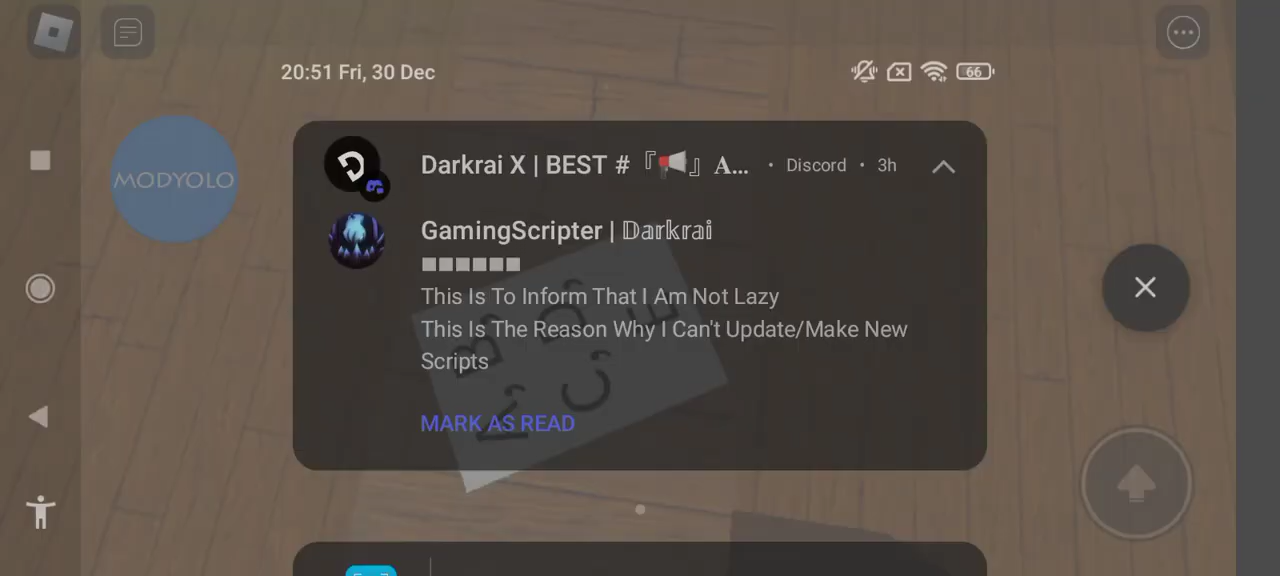 20:51 Fri, 30 Dec
66
MODYOLO
Darkrai X | BEST # 『📢』 𝐀... • Discord • 3h
GamingScripter | 𝔻𝕒𝕣𝕜𝕣𝕒𝕚
■■■■■■
This Is To Inform That I Am Not Lazy
This Is The Reason Why I Can't Update/Make New
Scripts
MARK AS READ
A, B,
C, D,
E